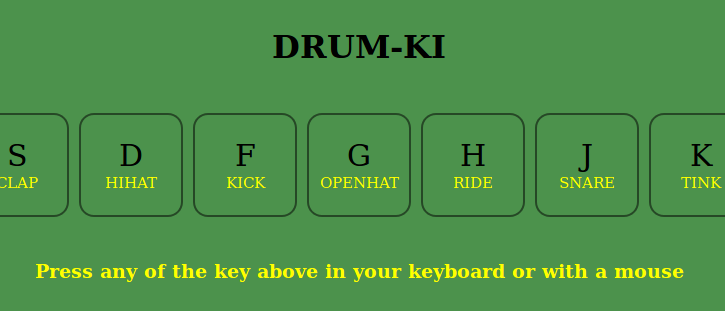 DRUM-KI
S D F G H J K
CLAP HIHAT KICK OPENHAT RIDE SNARE TINK
Press any of the key above in your keyboard or with a mouse